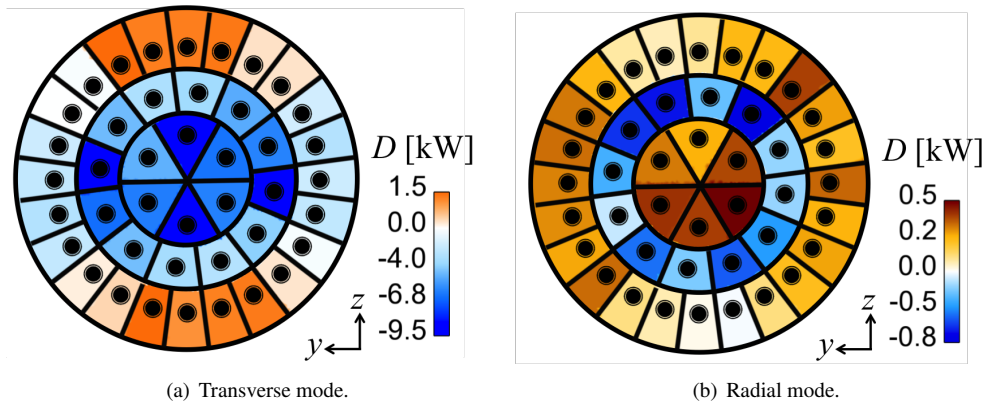 D [kW]
1.5
0.0
-4.0
-6.8
-9.5
z
y
(a) Transverse mode.
D [kW]
0.5
0.2
0.0
-0.5
-0.8
z
y
(b) Radial mode.